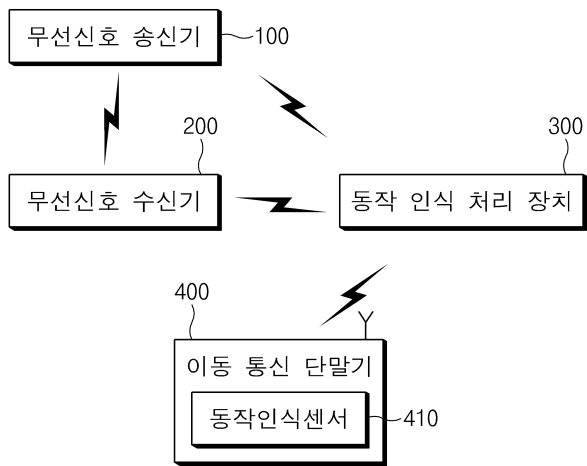 무선신호 송신기
100
200
무선신호 수신기
300
동작 인식 처리 장치
400
이동 통신 단말기
동작인식센서
410